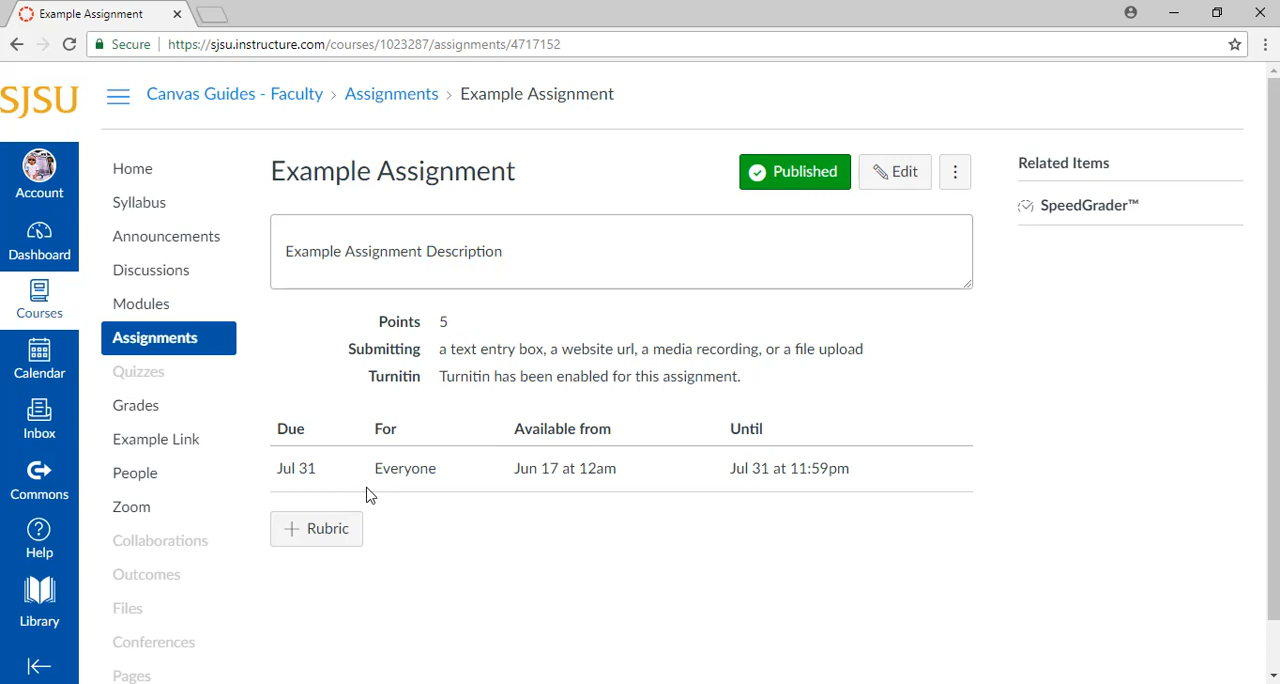 Example Assignment
Secure https://sjsu.instructure.com/courses/1023287/assignments/4717152
SJSU
Canvas Guides - Faculty > Assignments > Example Assignment
Account
Dashboard
Courses
Calendar
Inbox
Commons
Help
Library
Home
Syllabus
Announcements
Discussions
Modules
Assignments
Quizzes
Grades
Example Link
People
Zoom
Collaborations
Outcomes
Files
Conferences
Pages
Example Assignment
Published
Edit
Example Assignment Description
Points 5
Submitting a text entry box, a website url, a media recording, or a file upload
Turnitin Turnitin has been enabled for this assignment.
Due For Available from Until
Jul 31 Everyone Jun 17 at 12am Jul 31 at 11:59pm
+ Rubric
Related Items
SpeedGrader™